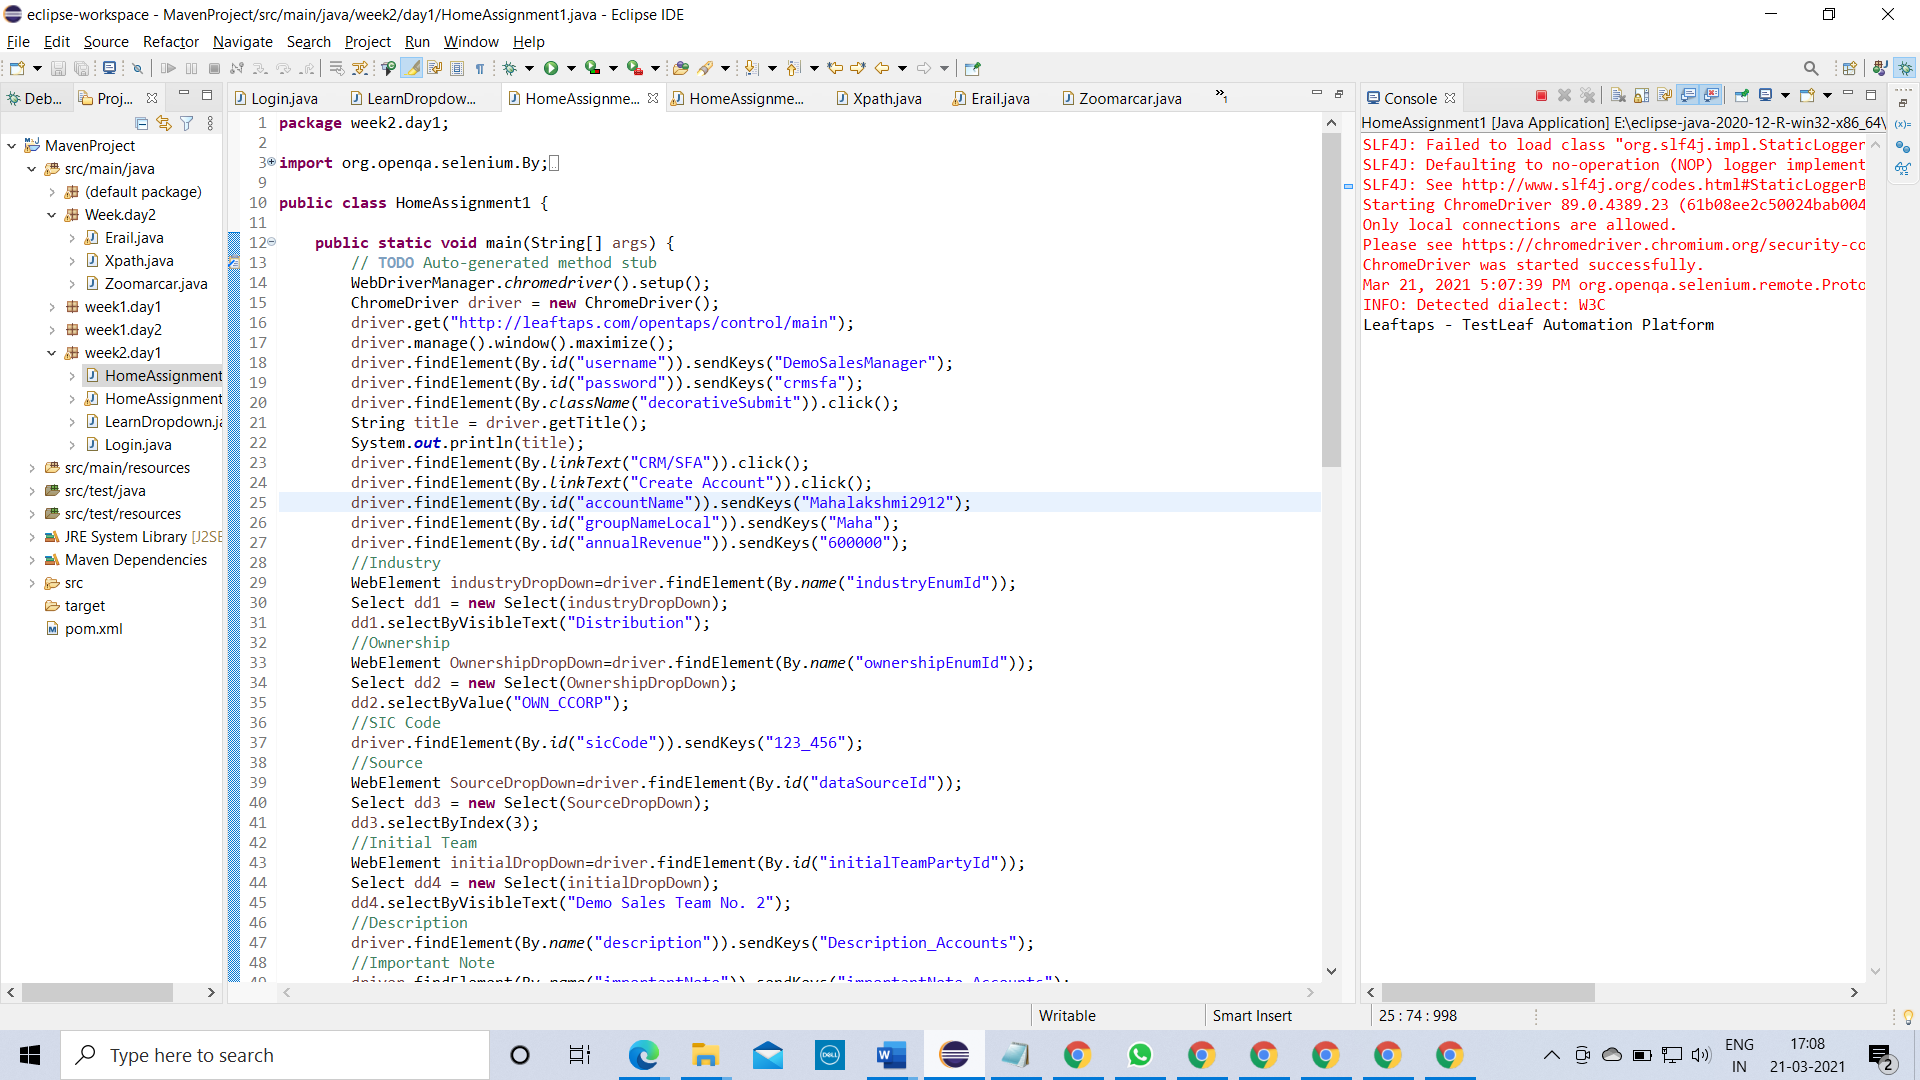 eclipse-workspace - MavenProject/src/main/java/week2/day1/HomeAssignment1.java - Eclipse IDE
File Edit Source Refactor Navigate Search Project Run Window Help
Deb... Proj...
MavenProject
src/main/java
(default package)
Week.day2
Erail.java
Xpath.java
Zoomarcar.java
week1.day1
week1.day2
week2.day1
HomeAssignment
HomeAssignment
LearnDropdown.ja
Login.java
src/main/resources
src/test/java
src/test/resources
JRE System Library [J2SE
Maven Dependencies
src
target
pom.xml
Login.java LearnDropdow... HomeAssignme... HomeAssignme... Xpath.java Erail.java Zoomarcar.java »1
1 package week2.day1;
2
3 import org.openqa.selenium.By;
9
10 public class HomeAssignment1 {
11
12 public static void main(String[] args) {
13 // TODO Auto-generated method stub
14 WebDriverManager.chromedriver().setup();
15 ChromeDriver driver = new ChromeDriver();
16 driver.get("http://leaftaps.com/opentaps/control/main");
17 driver.manage().window().maximize();
18 driver.findElement(By.id("username")).sendKeys("DemoSalesManager");
19 driver.findElement(By.id("password")).sendKeys("crmsfa");
20 driver.findElement(By.className("decorativeSubmit")).click();
21 String title = driver.getTitle();
22 System.out.println(title);
23 driver.findElement(By.linkText("CRM/SFA")).click();
24 driver.findElement(By.linkText("Create Account")).click();
25 driver.findElement(By.id("accountName")).sendKeys("Mahalakshmi2912");
26 driver.findElement(By.id("groupNameLocal")).sendKeys("Maha");
27 driver.findElement(By.id("annualRevenue")).sendKeys("600000");
28 //Industry
29 WebElement industryDropDown=driver.findElement(By.name("industryEnumId"));
30 Select dd1 = new Select(industryDropDown);
31 dd1.selectByVisibleText("Distribution");
32 //Ownership
33 WebElement OwnershipDropDown=driver.findElement(By.name("ownershipEnumId"));
34 Select dd2 = new Select(OwnershipDropDown);
35 dd2.selectByValue("OWN_CCORP");
36 //SIC Code
37 driver.findElement(By.id("sicCode")).sendKeys("123_456");
38 //Source
39 WebElement SourceDropDown=driver.findElement(By.id("dataSourceId"));
40 Select dd3 = new Select(SourceDropDown);
41 dd3.selectByIndex(3);
42 //Initial Team
43 WebElement initialDropDown=driver.findElement(By.id("initialTeamPartyId"));
44 Select dd4 = new Select(initialDropDown);
45 dd4.selectByVisibleText("Demo Sales Team No. 2");
46 //Description
47 driver.findElement(By.name("description")).sendKeys("Description_Accounts");
48 //Important Note
49 driver.findElement(By.name("importantNote")).sendKeys("importantNote_Accounts");
Console
HomeAssignment1 [Java Application] E:\eclipse-java-2020-12-R-win32-x86_64\
SLF4J: Failed to load class "org.slf4j.impl.StaticLogger
SLF4J: Defaulting to no-operation (NOP) logger implement
SLF4J: See http://www.slf4j.org/codes.html#StaticLoggerB
Starting ChromeDriver 89.0.4389.23 (61b08ee2c50024bab004
Only local connections are allowed.
Please see https://chromedriver.chromium.org/security-co
ChromeDriver was started successfully.
Mar 21, 2021 5:07:39 PM org.openqa.selenium.remote.Proto
INFO: Detected dialect: W3C
Leaftaps - TestLeaf Automation Platform
Writable Smart Insert 25 : 74 : 998
Type here to search
DELL
W
ENG
IN
17:08
21-03-2021
2